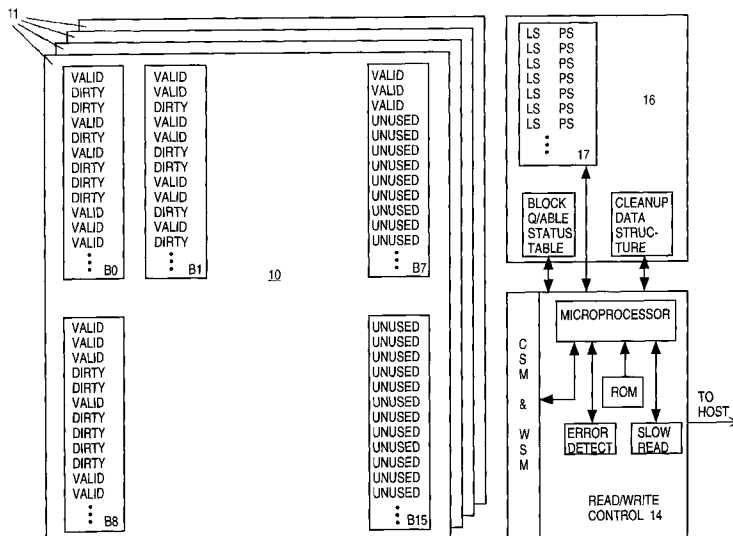 11
VALID
DIRTY
DIRTY
VALID
DIRTY
VALID
DIRTY
DIRTY
DIRTY
VALID
VALID
VALID
B0
VALID
VALID
DIRTY
VALID
VALID
VALID
DIRTY
VALID
VALID
DIRTY
VALID
DIRTY
B1
VALID
VALID
VALID
UNUSED
UNUSED
UNUSED
UNUSED
UNUSED
UNUSED
UNUSED
UNUSED
UNUSED
B7
10
VALID
VALID
VALID
DIRTY
DIRTY
VALID
DIRTY
DIRTY
DIRTY
DIRTY
VALID
VALID
B8
UNUSED
UNUSED
UNUSED
UNUSED
UNUSED
UNUSED
UNUSED
UNUSED
UNUSED
UNUSED
UNUSED
UNUSED
B15
LS PS
LS PS
LS PS
LS PS
LS PS
LS PS
LS PS
17
16
BLOCK
Q/ABLE
STATUS
TABLE
CLEANUP
DATA
STRUC-
TURE
CSM & WSM
MICROPROCESSOR
ROM
ERROR
DETECT
SLOW
READ
READ/WRITE
CONTROL 14
TO
HOST